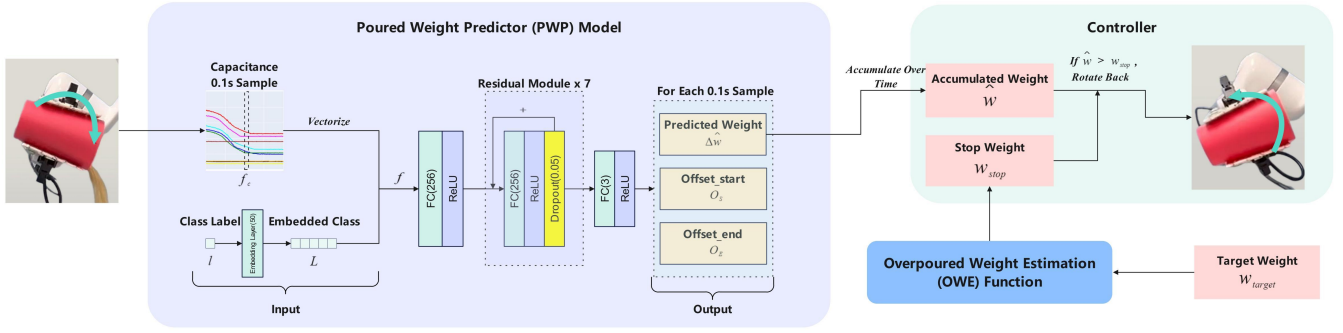 Poured Weight Predictor (PWP) Model
Capacitance
0.1s Sample
f_c
Vectorize
Class Label
l
Embedding Layer(50)
Embedded Class
L
Input
f
FC(256)
ReLU
Residual Module x 7
+
FC(256)
ReLU
Dropout(0.05)
FC(3)
ReLU
For Each 0.1s Sample
Predicted Weight
Δŵ
Offset_start
O_s
Offset_end
O_E
Output
Accumulate Over
Time
Controller
Accumulated Weight
ŵ
Stop Weight
w_stop
If ŵ > w_stop ,
Rotate Back
Overpoured Weight Estimation
(OWE) Function
Target Weight
w_target